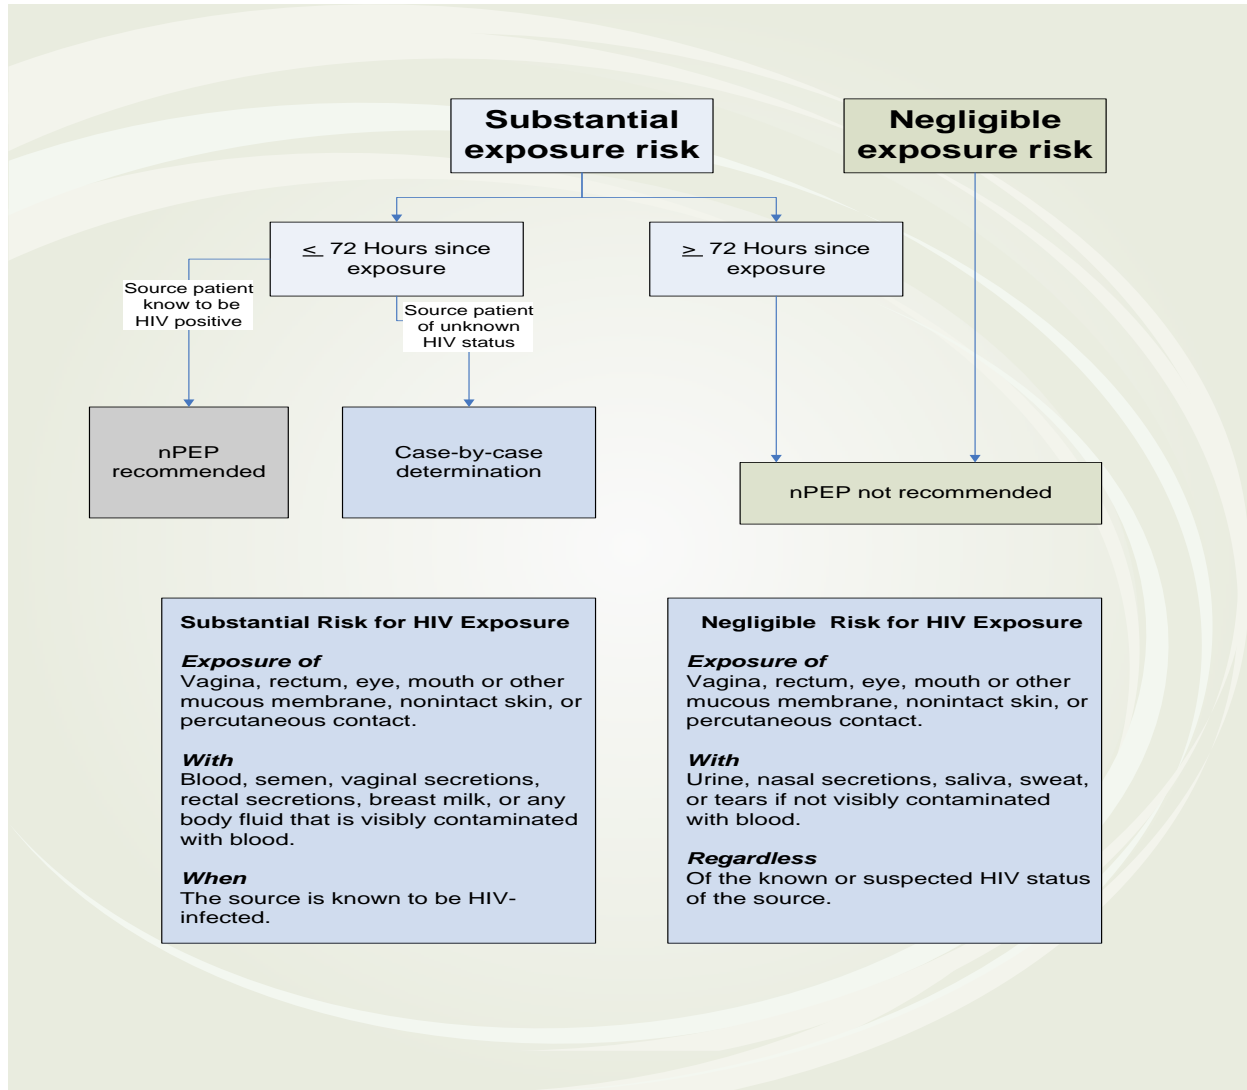 Substantial
exposure risk
Negligible
exposure risk
≤ 72 Hours since
exposure
≥ 72 Hours since
exposure
Source patient
know to be
HIV positive
Source patient
of unknown
HIV status
nPEP
recommended
Case-by-case
determination
nPEP not recommended
Substantial Risk for HIV Exposure
Exposure of
Vagina, rectum, eye, mouth or other
mucous membrane, nonintact skin, or
percutaneous contact.
With
Blood, semen, vaginal secretions,
rectal secretions, breast milk, or any
body fluid that is visibly contaminated
with blood.
When
The source is known to be HIV-
infected.
Negligible Risk for HIV Exposure
Exposure of
Vagina, rectum, eye, mouth or other
mucous membrane, nonintact skin, or
percutaneous contact.
With
Urine, nasal secretions, saliva, sweat,
or tears if not visibly contaminated
with blood.
Regardless
Of the known or suspected HIV status
of the source.